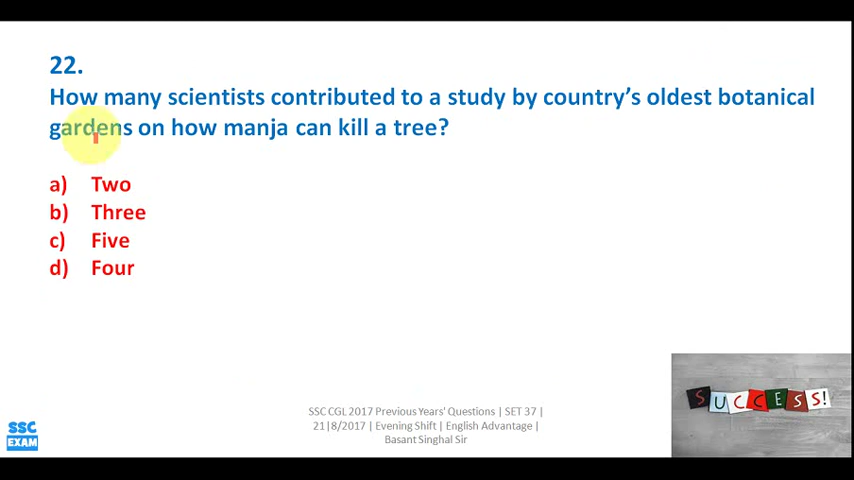 22.
How many scientists contributed to a study by country's oldest botanical
gardens on how manja can kill a tree?
a) Two
b) Three
c) Five
d) Four
SUCCESS!
SSC CGL 2017 Previous Years' Questions | SET 37 |
21|8/2017 | Evening Shift | English Advantage |
Basant Singhal Sir
SSC
EXAM